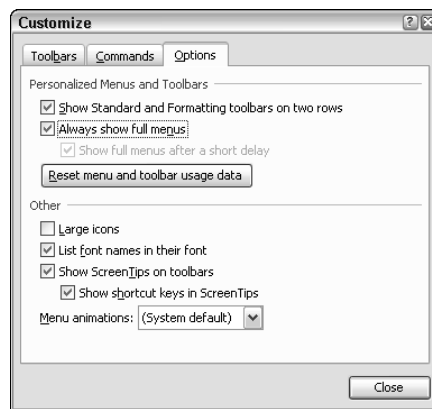 Customize
Toolbars Commands Options
Personalized Menus and Toolbars
Show Standard and Formatting toolbars on two rows
Always show full menus
Show full menus after a short delay
Reset menu and toolbar usage data
Other
Large icons
List font names in their font
Show ScreenTips on toolbars
Show shortcut keys in ScreenTips
Menu animations: (System default)
Close